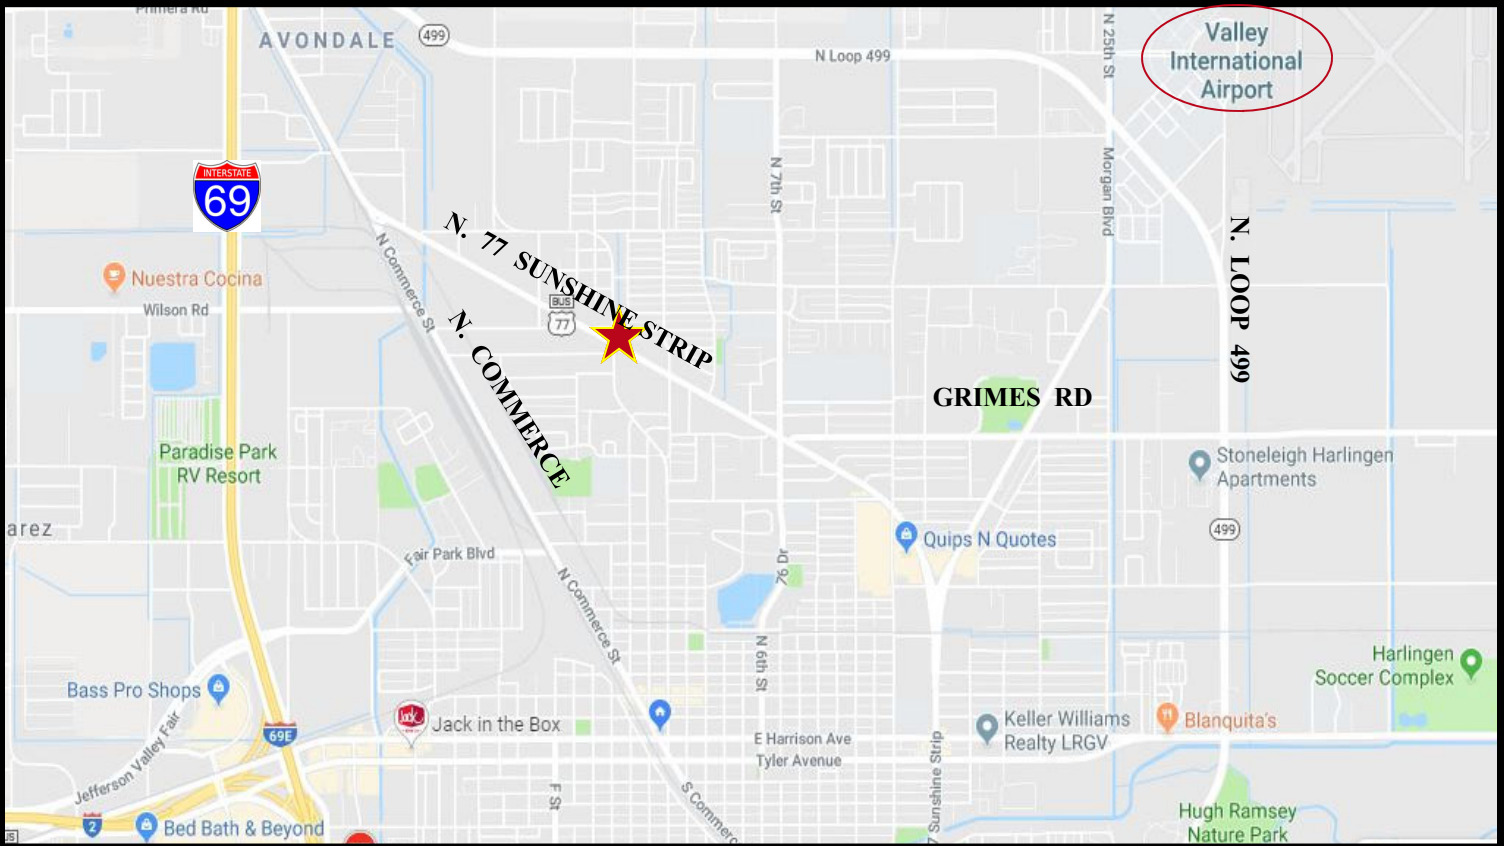 Primera Rd
AVONDALE
499
N Loop 499
N 25th St
Valley
International
Airport
INTERSTATE
69
N 7th St
Morgan Blvd
N. 77 SUNSHINE STRIP
N. LOOP 499
N Commerce St
Nuestra Cocina
Wilson Rd
BUS
77
N. COMMERCE
GRIMES RD
Paradise Park
RV Resort
Stoneleigh Harlingen
Apartments
arez
499
Quips N Quotes
Fair Park Blvd
76 Dr
N Commerce St
N 6th St
Harlingen
Soccer Complex
Bass Pro Shops
Jack in the Box
Keller Williams
Realty LRGV
Blanquita's
69E
E Harrison Ave
Tyler Avenue
Jefferson Valley Fair
F St
S Commerc
7 Sunshine Strip
2
Bed Bath & Beyond
Hugh Ramsey
Nature Park